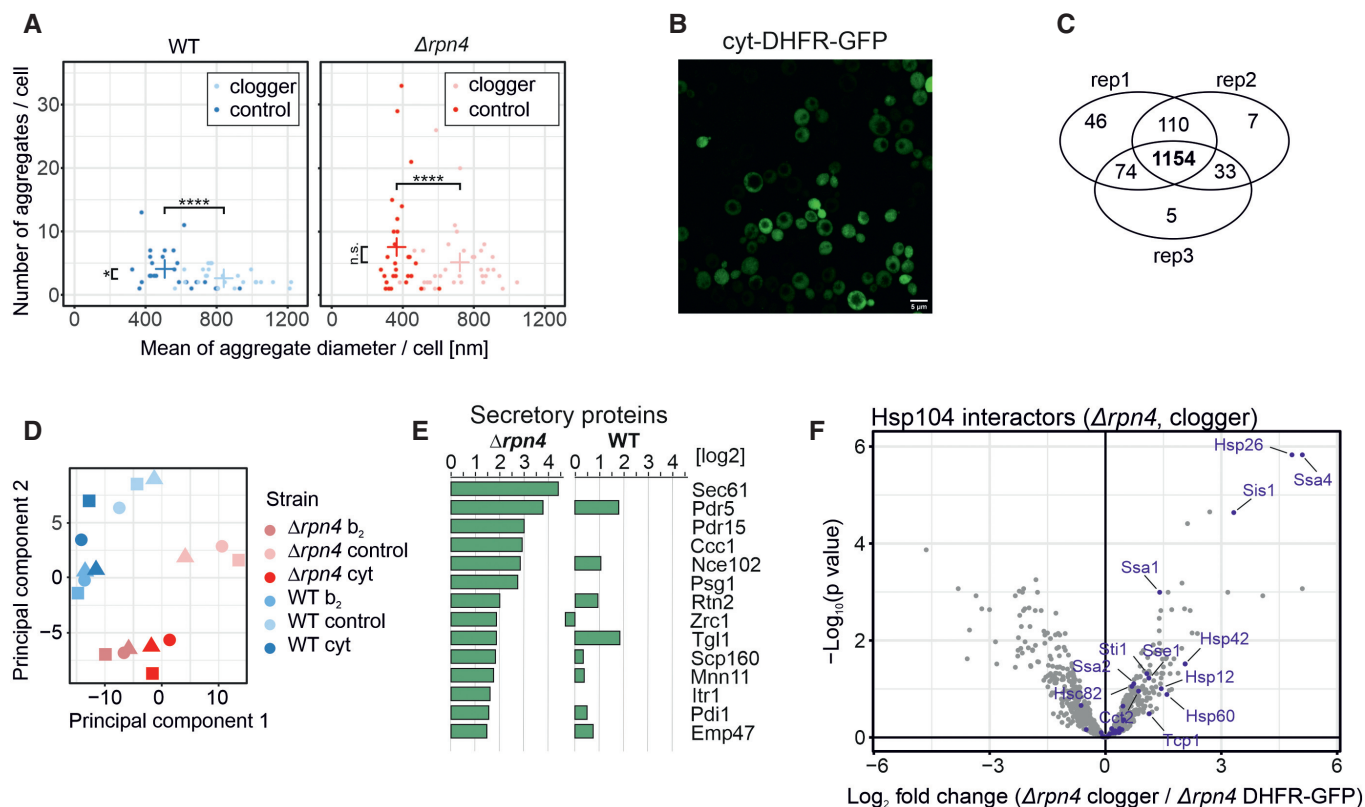 A
WT
Δrpn4
clogger
control
clogger
control
Number of aggregates / cell
30
20
10
0
****
*
****
n.s.
0
400
800
1200
0
400
800
1200
Mean of aggregate diameter / cell [nm]
B
cyt-DHFR-GFP
5 µm
C
rep1
rep2
46
110
7
1154
74
33
5
rep3
D
Principal component 2
5
0
−5
−10
0
10
Principal component 1
Strain
Δrpn4 b2
Δrpn4 control
Δrpn4 cyt
WT b2
WT control
WT cyt
E
Secretory proteins
Δrpn4
WT
0 1 2 3 4
0 1 2 3 4
[log2]
Sec61
Pdr5
Pdr15
Ccc1
Nce102
Psg1
Rtn2
Zrc1
Tgl1
Scp160
Mnn11
Itr1
Pdi1
Emp47
F
Hsp104 interactors (Δrpn4, clogger)
−Log10(p value)
6
4
2
0
Hsp26
Ssa4
Sis1
Ssa1
Hsp42
Sti1
Sse1
Ssa2
Hsp12
Hsc82
Cct2
Hsp60
Tcp1
−6
−3
0
3
6
Log2 fold change (Δrpn4 clogger / Δrpn4 DHFR-GFP)